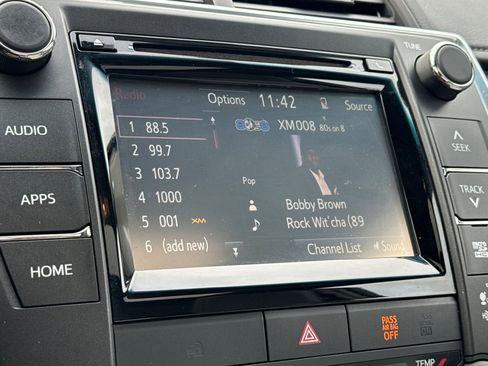 TUNE
Radio
Options 11:42 Source
AUDIO
1 88.5
XM008 80s on 8
SEEK
2 99.7
3 103.7
Pop
APPS
4 1000
Bobby Brown
TRACK
5 001 XM
Rock Wit'cha (89
6 (add new)
Channel List
Sound
HOME
PASS
AIR BAG
OFF
TEMP